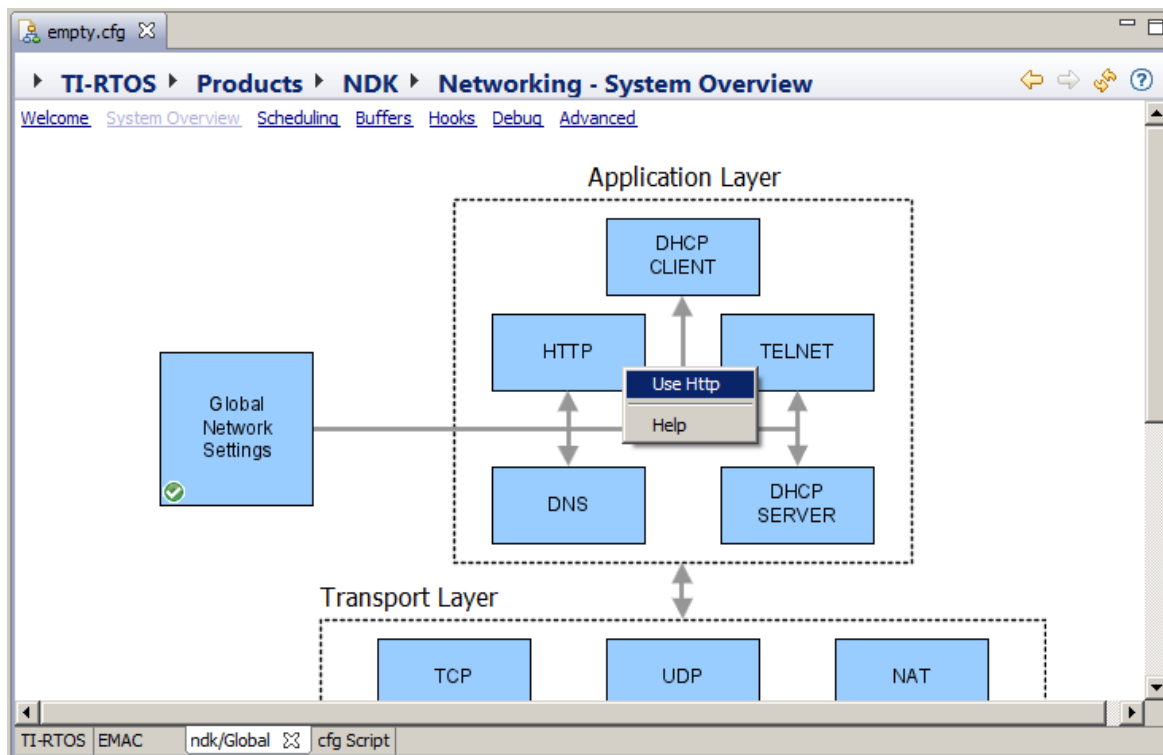 empty.cfg
TI-RTOS Products NDK Networking - System Overview
Welcome System Overview Scheduling Buffers Hooks Debug Advanced
Application Layer
DHCP
CLIENT
HTTP
TELNET
Use Http
Help
Global
Network
Settings
DNS
DHCP
SERVER
Transport Layer
TCP
UDP
NAT
TI-RTOS EMAC ndk/Global cfg Script